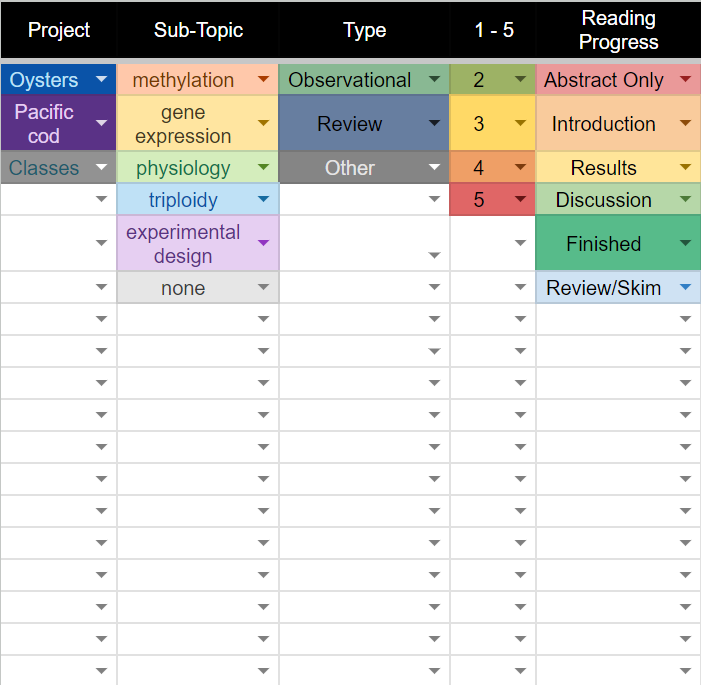 Project Sub-Topic Type 1 - 5 Reading
Progress
Oysters methylation Observational 2 Abstract Only
Pacific
cod
gene
expression
Review 3 Introduction
Classes physiology Other 4 Results
triploidy 5 Discussion
experimental
design
Finished
none Review/Skim